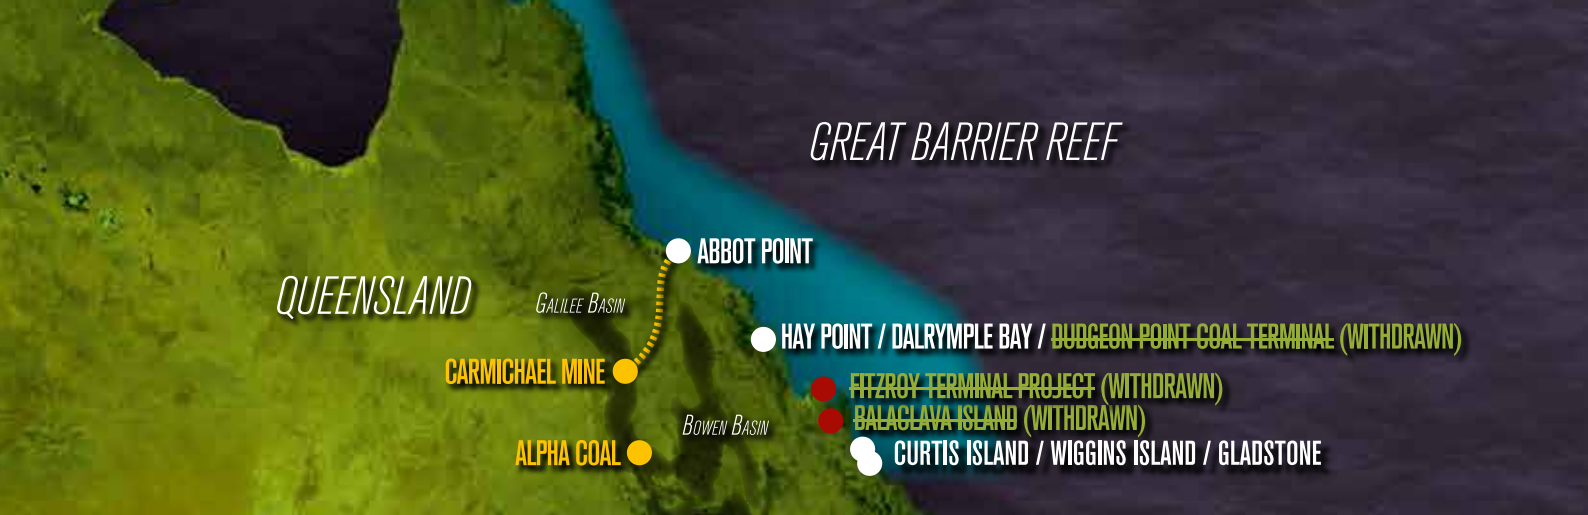 GREAT BARRIER REEF
ABBOT POINT
QUEENSLAND
GALILEE BASIN
HAY POINT / DALRYMPLE BAY / DUDGEON POINT COAL TERMINAL (WITHDRAWN)
CARMICHAEL MINE
FITZROY TERMINAL PROJECT (WITHDRAWN)
BALACLAVA ISLAND (WITHDRAWN)
BOWEN BASIN
ALPHA COAL
CURTIS ISLAND / WIGGINS ISLAND / GLADSTONE